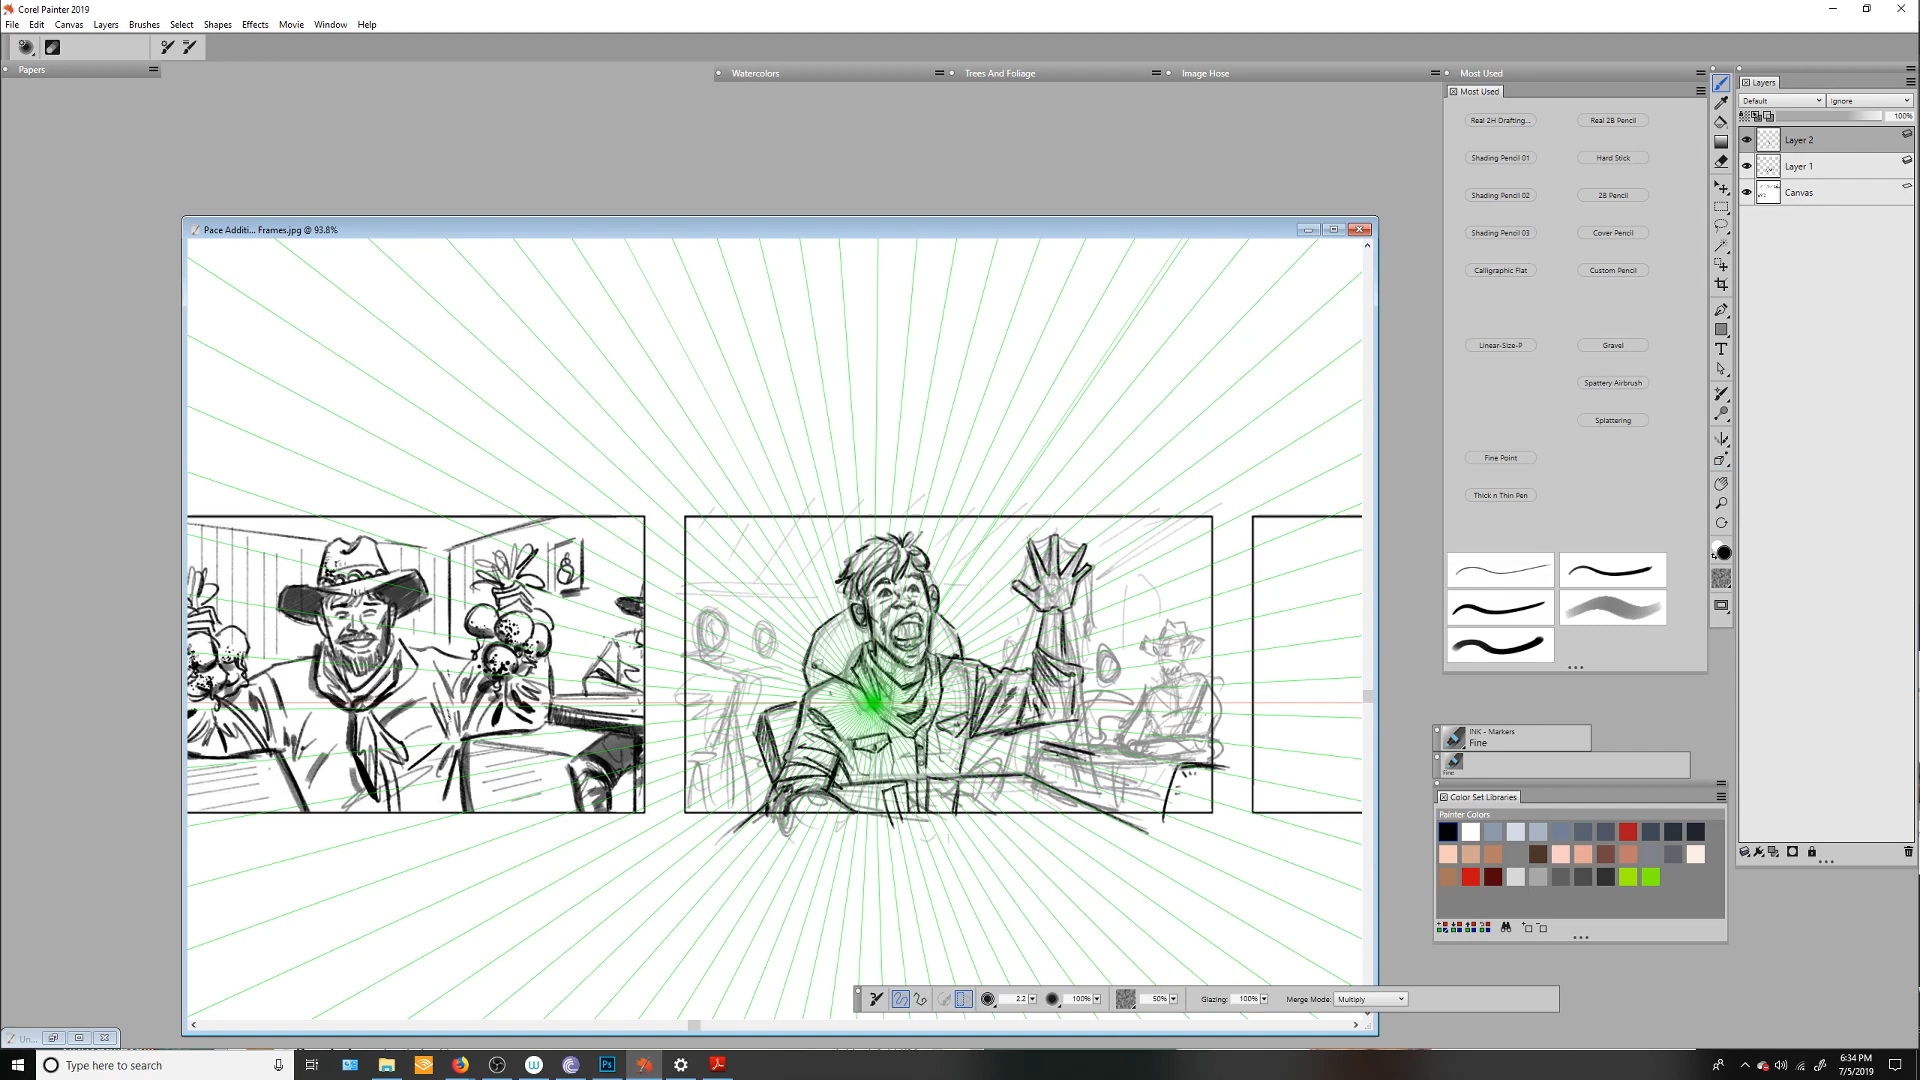 Corel Painter 2019
File Edit Canvas Layers Brushes Select Shapes Effects Movie Window Help
Papers
Watercolors
Trees And Foliage
Image Hose
Most Used
Most Used
Real 2H Drafting...
Real 2B Pencil
Shading Pencil 01
Hard Stick
Shading Pencil 02
2B Pencil
Shading Pencil 03
Cover Pencil
Calligraphic Flat
Custom Pencil
Linear-Size-P
Gravel
Spattery Airbrush
Splattering
Fine Point
Thick n Thin Pen
Layers
Default
Ignore
100%
Layer 2
Layer 1
Canvas
Pace Additi... Frames.jpg @ 93.8%
INK - Markers
Fine
Fine
Color Set Libraries
Painter Colors
2.2
100%
50%
Glazing: 100%
Merge Mode: Multiply
Un...
Type here to search
Ps
6:34 PM
7/5/2019